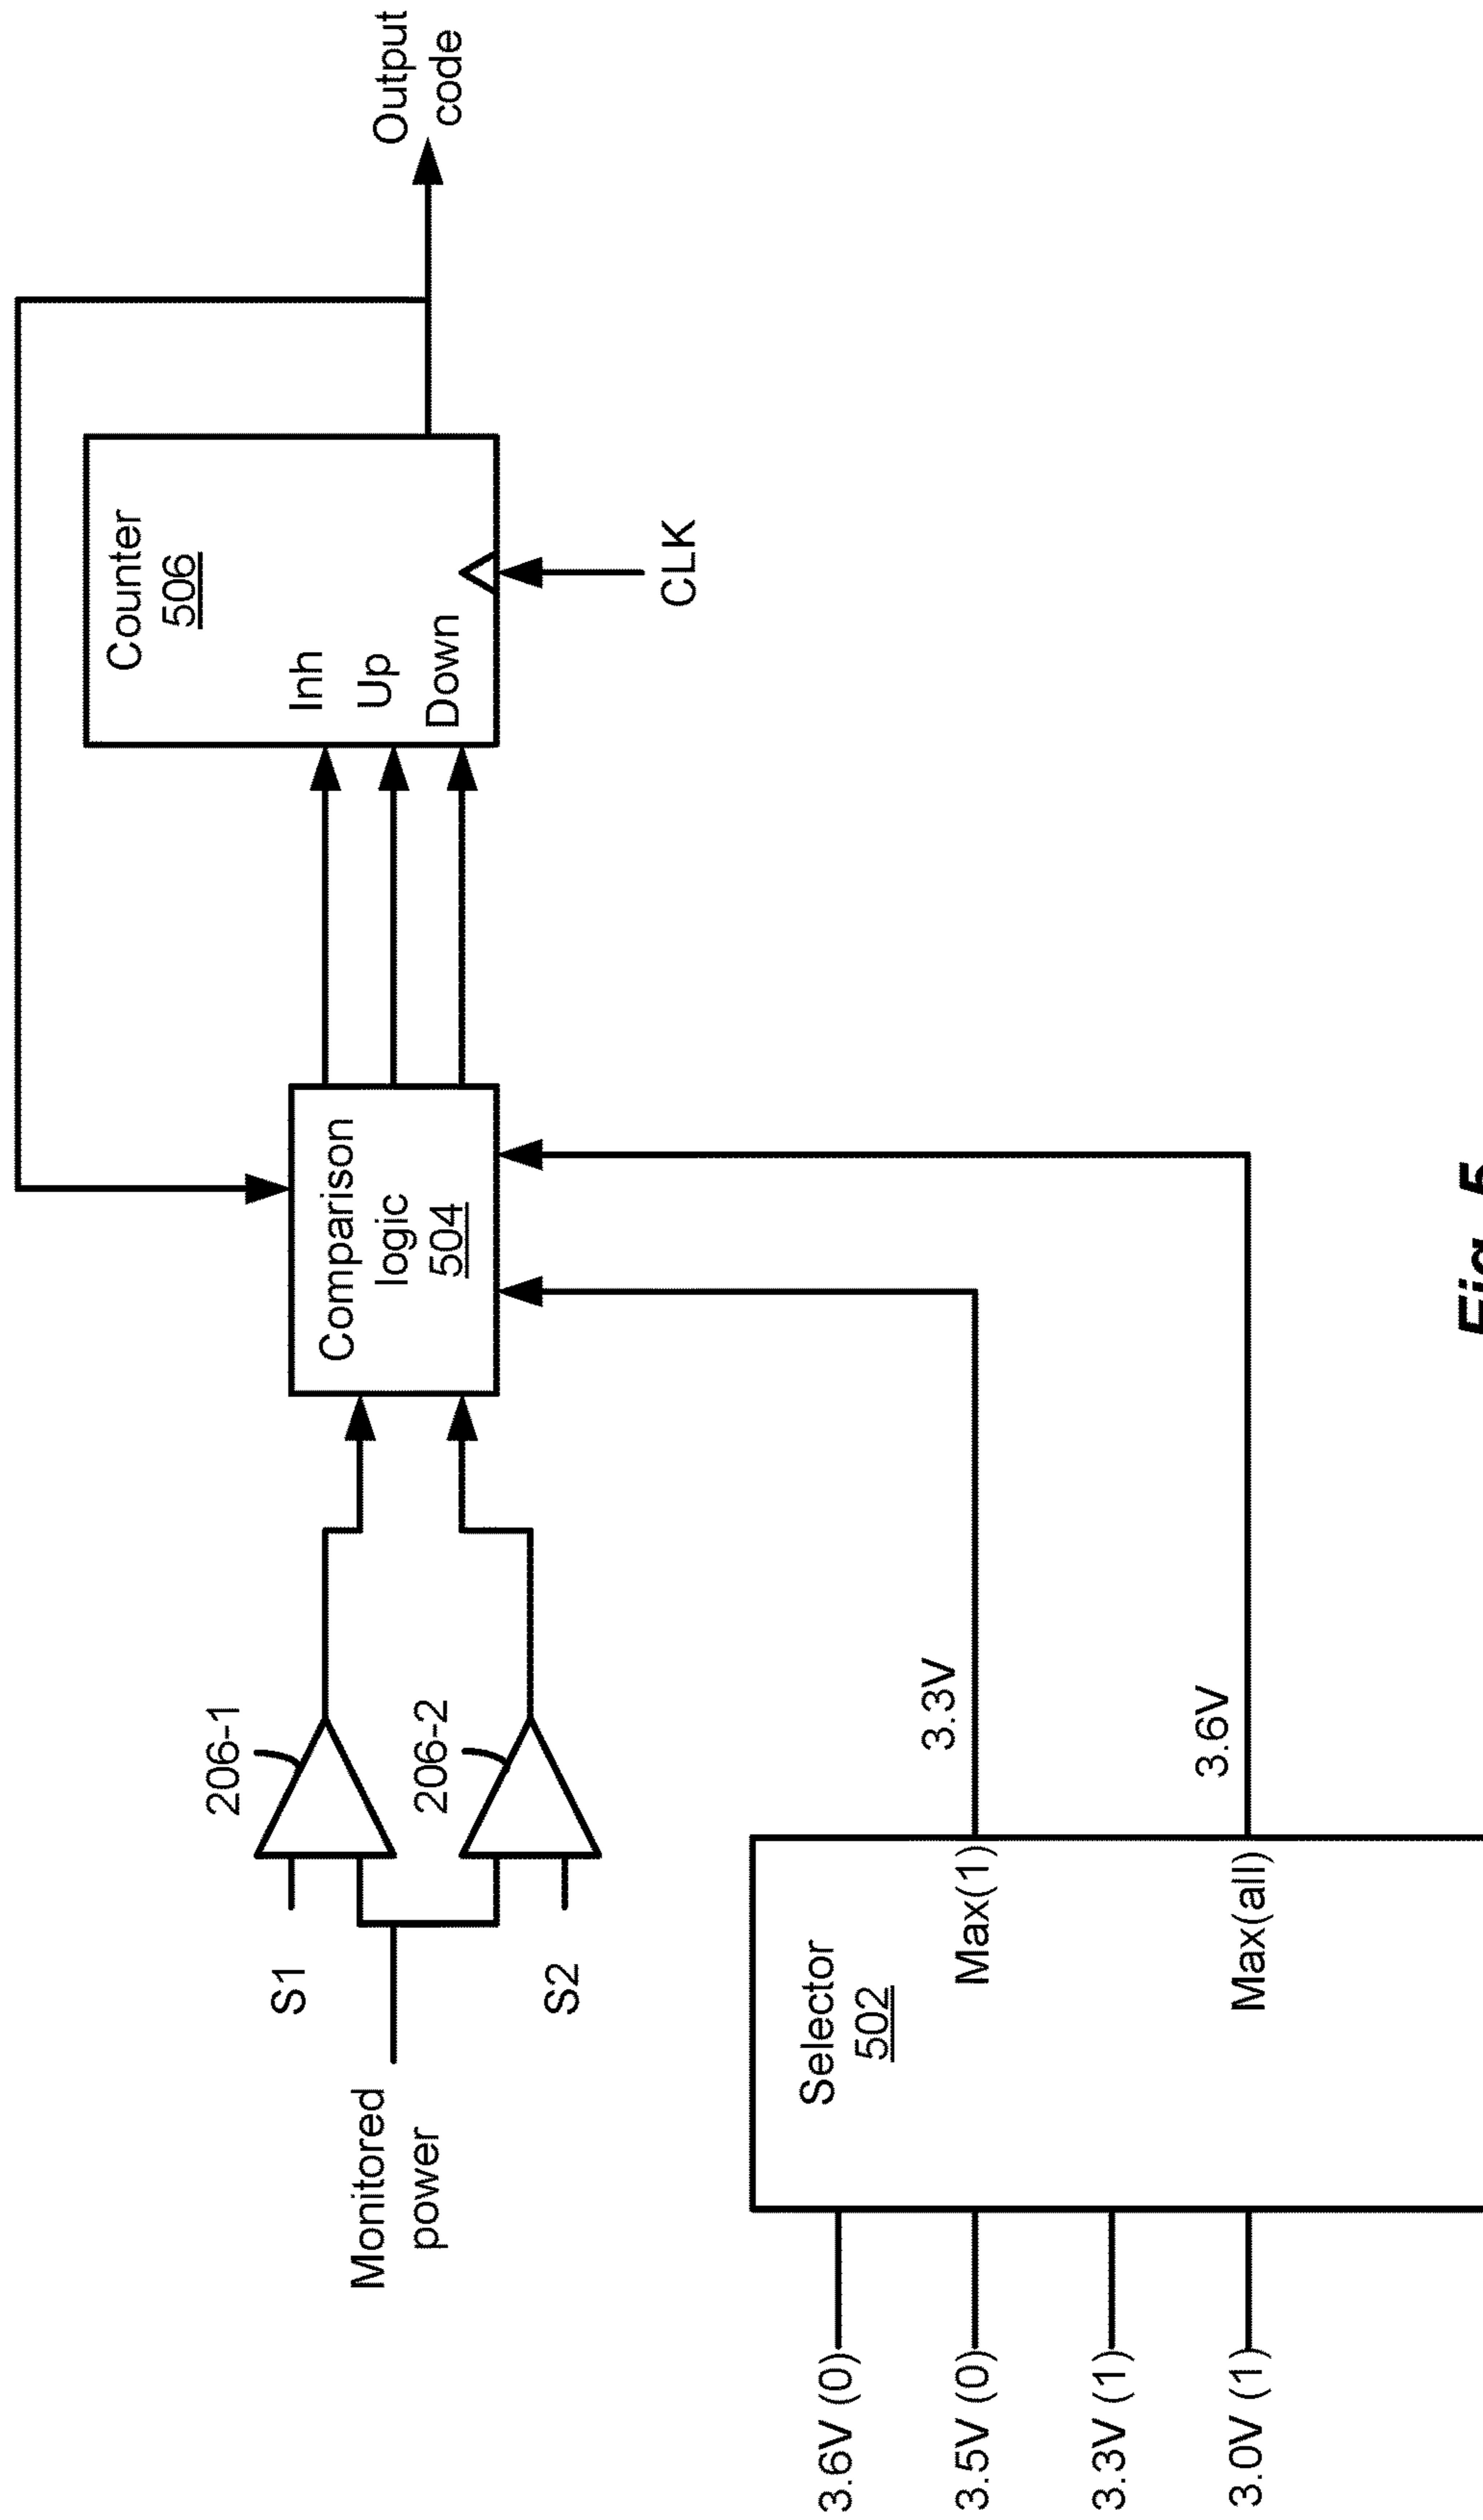 Output
code
Counter
506
Inh
Up
Down
CLK
Comparison
logic
504
206-1
206-2
S1
S2
Monitored
power
3.3V
3.6V
Selector
502
Max(1)
Max(all)
3.6V (0)
3.5V (0)
3.3V (1)
3.0V (1)
Fig. 5